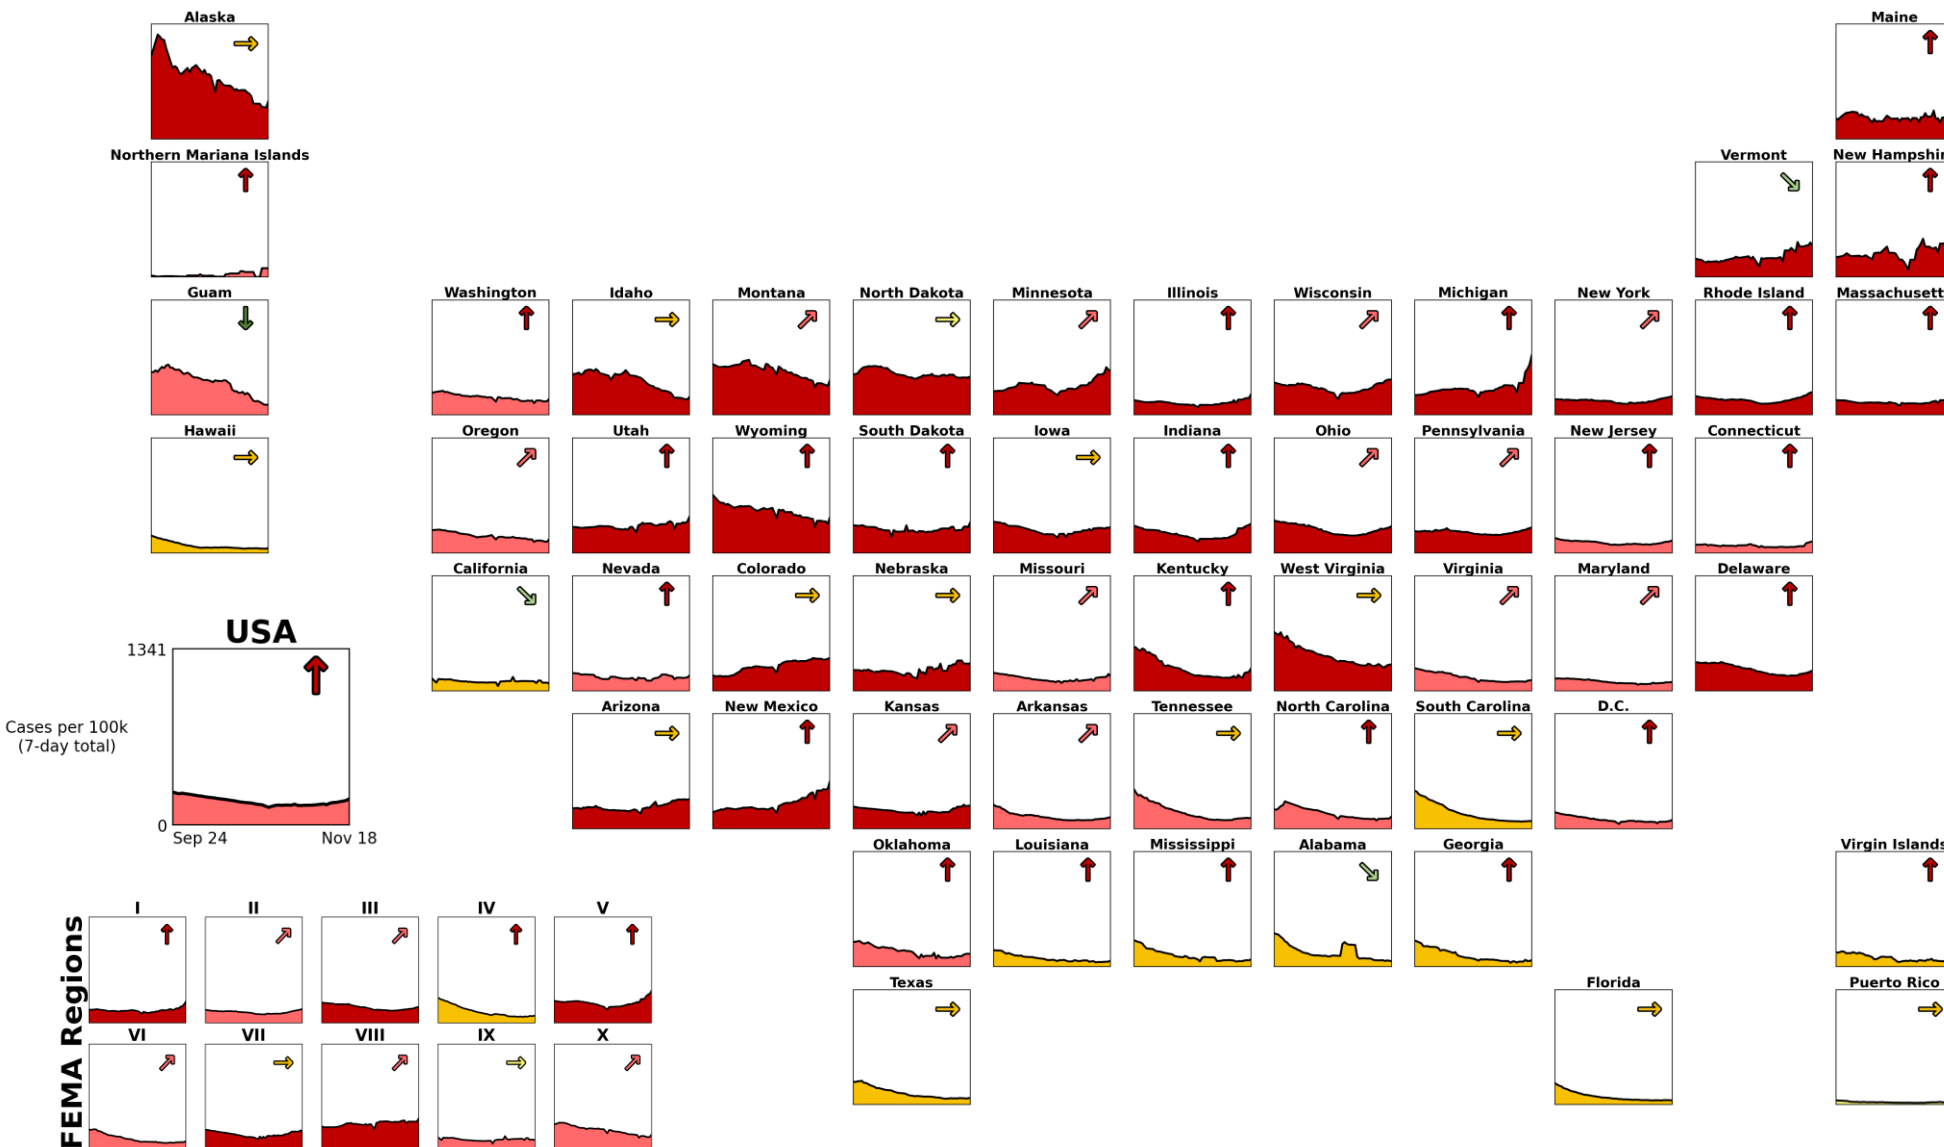 Alaska
Maine
Northern Mariana Islands
Vermont
New Hampshir
Guam
Washington
Idaho
Montana
North Dakota
Minnesota
Illinois
Wisconsin
Michigan
New York
Rhode Island
Massachusett
Hawaii
Oregon
Utah
Wyoming
South Dakota
Iowa
Indiana
Ohio
Pennsylvania
New Jersey
Connecticut
California
Nevada
Colorado
Nebraska
Missouri
Kentucky
West Virginia
Virginia
Maryland
Delaware
USA
1341
Cases per 100k
(7-day total)
0
Sep 24
Nov 18
Arizona
New Mexico
Kansas
Arkansas
Tennessee
North Carolina
South Carolina
D.C.
Oklahoma
Louisiana
Mississippi
Alabama
Georgia
Virgin Islands
Texas
Florida
Puerto Rico
FEMA Regions
I
II
III
IV
V
VI
VII
VIII
IX
X